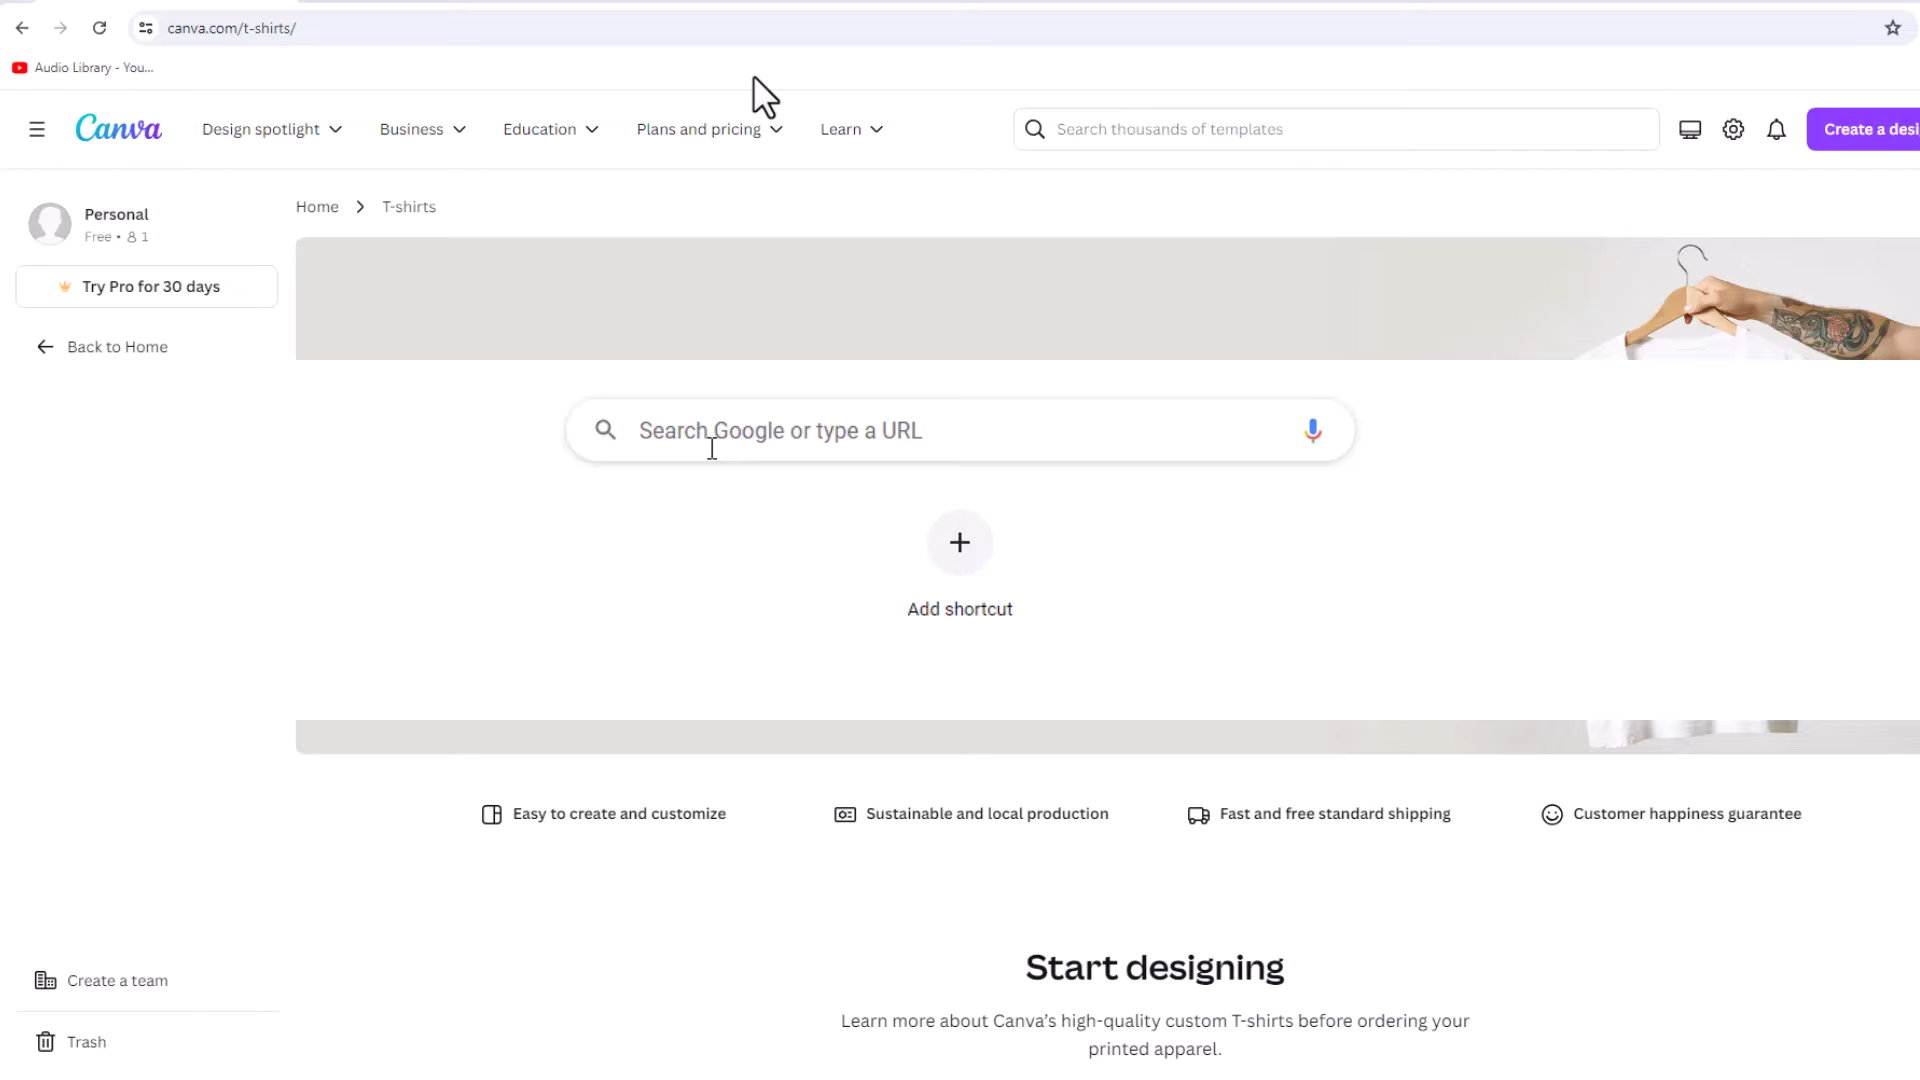 canva.com/t-shirts/
Audio Library - You...
Canva Design spotlight Business Education Plans and pricing Learn Search thousands of templates Create a desi
Personal
Free • 1
Try Pro for 30 days
Back to Home
Home > T-shirts
Search Google or type a URL
Add shortcut
Easy to create and customize Sustainable and local production Fast and free standard shipping Customer happiness guarantee
Start designing
Learn more about Canva's high-quality custom T-shirts before ordering your
printed apparel.
Create a team
Trash